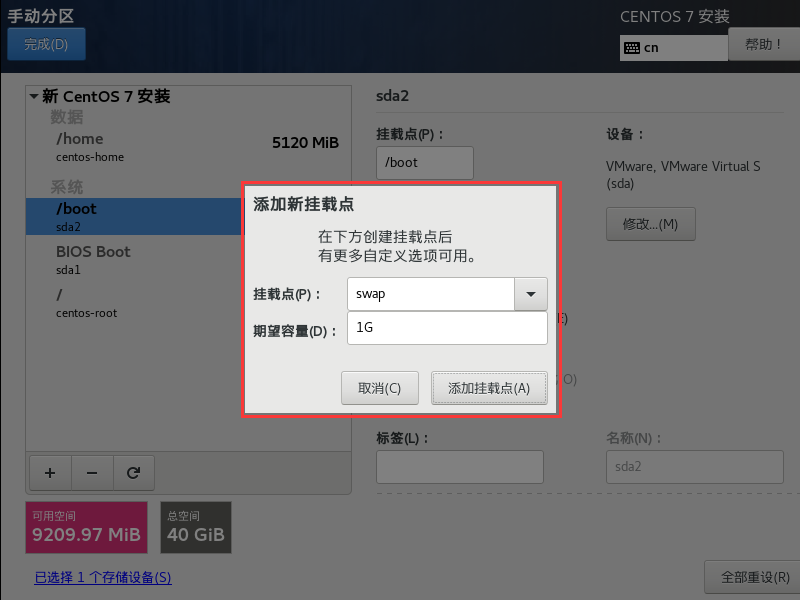 手动分区
CENTOS 7 安装
完成(D)
cn
帮助！
新 CentOS 7 安装
数据
/home
5120 MiB
centos-home
系统
/boot
sda2
BIOS Boot
sda1
/
centos-root
sda2
挂载点(P)：
/boot
设备：
VMware, VMware Virtual S
(sda)
修改...(M)
添加新挂载点
在下方创建挂载点后
有更多自定义选项可用。
挂载点(P)：
swap
期望容量(D)：
1G
取消(C)
添加挂载点(A)
E)
O)
标签(L)：
名称(N)：
sda2
可用空间
9209.97 MiB
总空间
40 GiB
已选择 1 个存储设备(S)
全部重设(R)